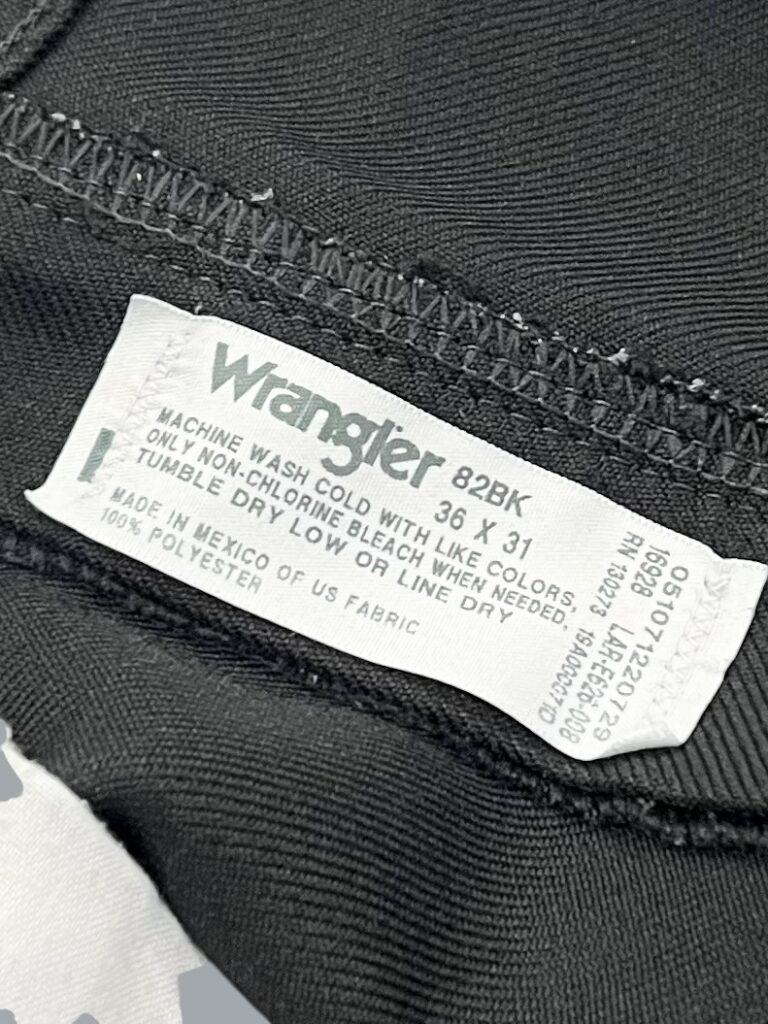 Wrangler 82BK
36 X 31
MACHINE WASH COLD WITH LIKE COLORS,
ONLY NON-CHLORINE BLEACH WHEN NEEDED,
TUMBLE DRY LOW OR LINE DRY
MADE IN MEXICO OF US FABRIC
100% POLYESTER
051071220729
16928 LAR-E626-008
RN 130273